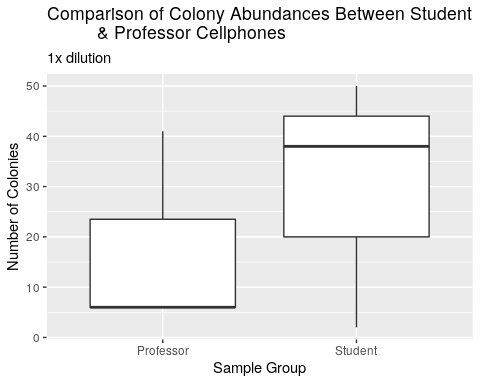 Comparison of Colony Abundances Between Student
& Professor Cellphones
1x dilution
Number of Colonies
50
40
30
20
10
0
Professor Student
Sample Group